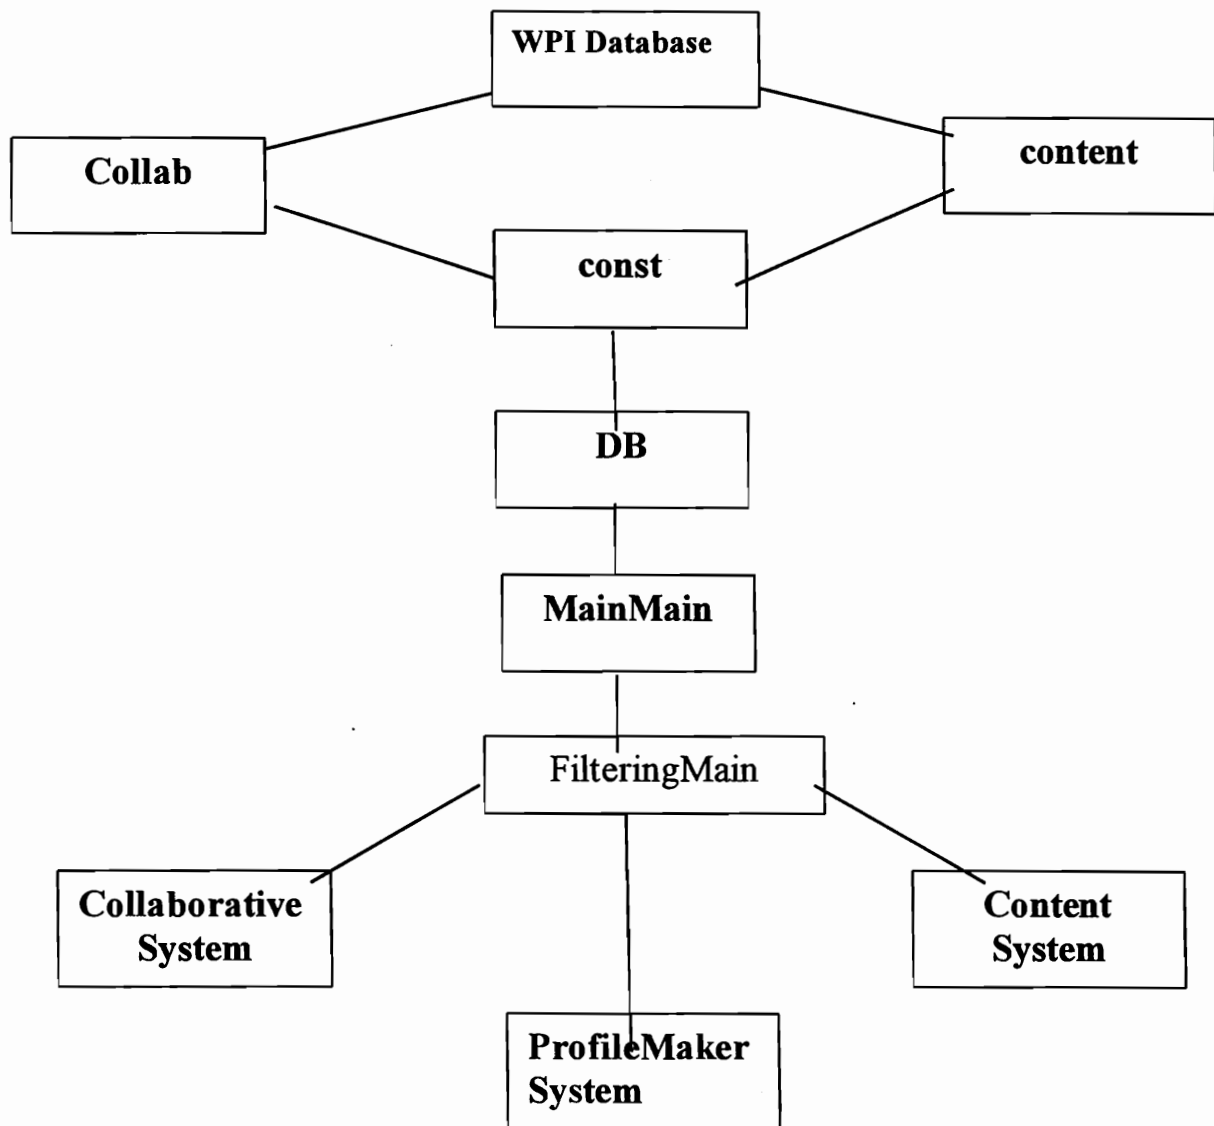 WPI Database
Collab
content
const
DB
MainMain
FilteringMain
Collaborative
System
Content
System
ProfileMaker
System